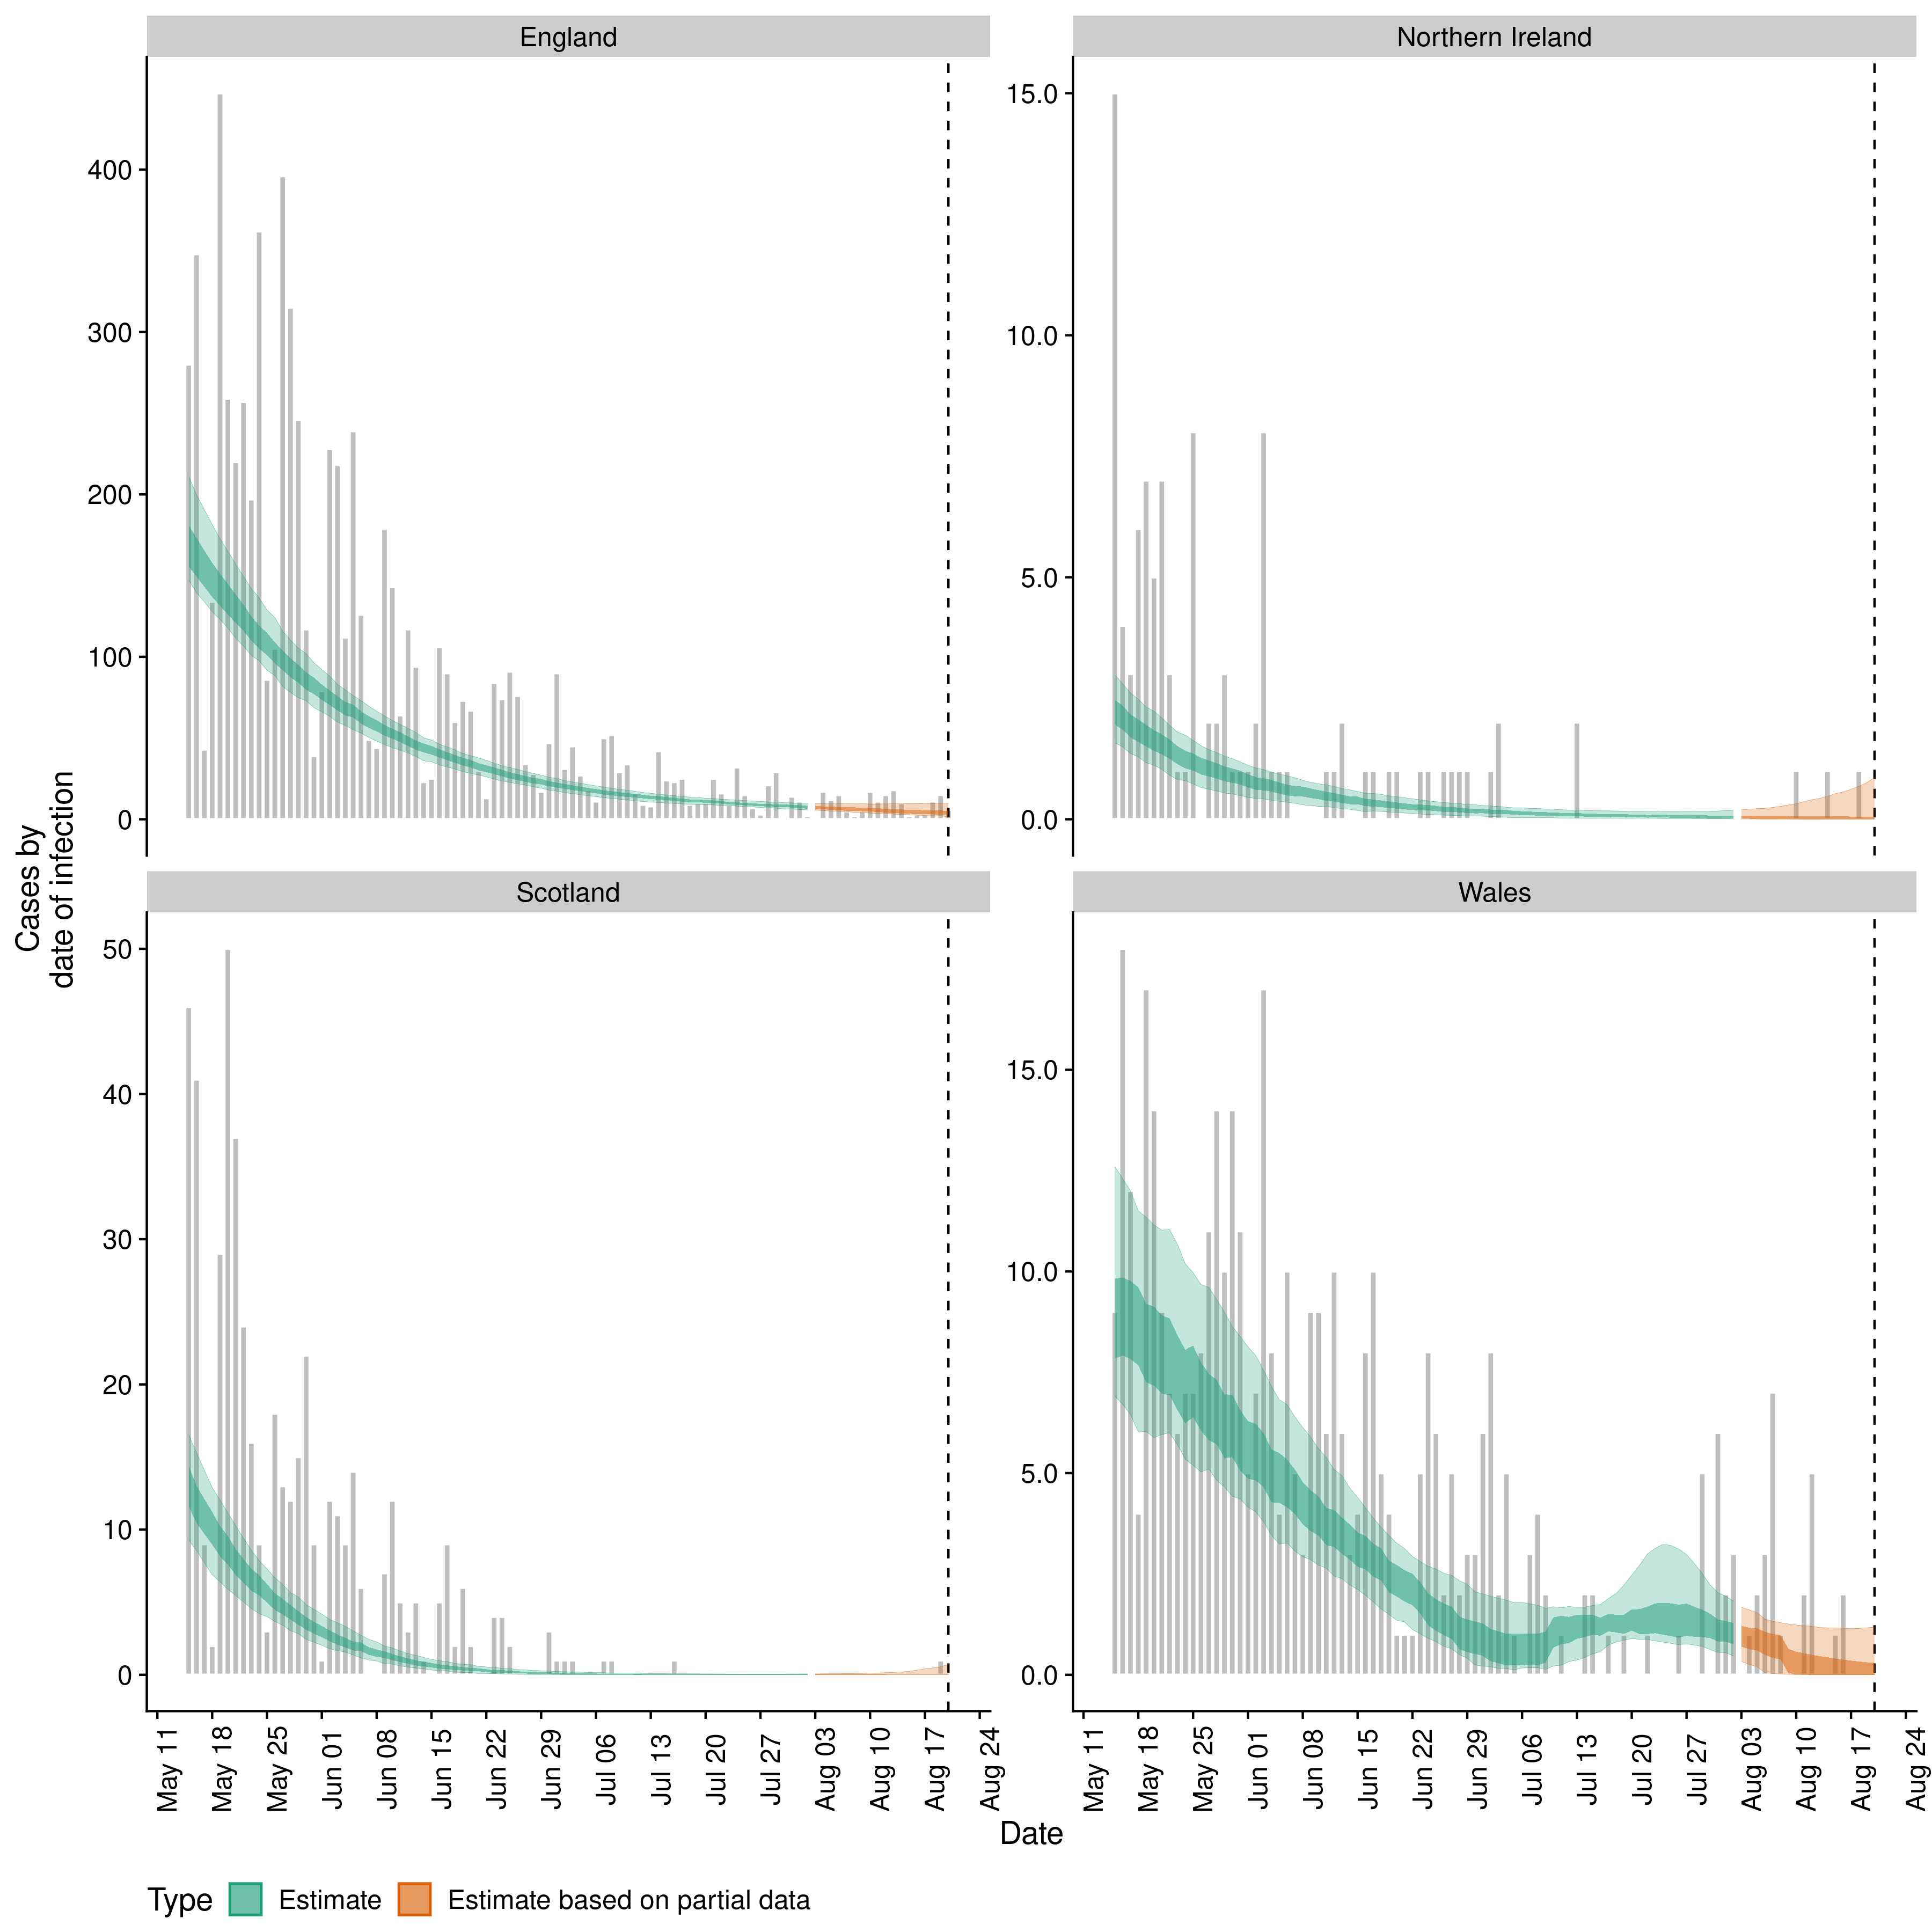 England
Northern Ireland
400
300
200
100
0
15.0
10.0
5.0
0.0
Cases by
date of infection
Scotland
Wales
50
40
30
20
10
0
15.0
10.0
5.0
0.0
May 11
May 18
May 25
Jun 01
Jun 08
Jun 15
Jun 22
Jun 29
Jul 06
Jul 13
Jul 20
Jul 27
Aug 03
Aug 10
Aug 17
Aug 24
May 11
May 18
May 25
Jun 01
Jun 08
Jun 15
Jun 22
Jun 29
Jul 06
Jul 13
Jul 20
Jul 27
Aug 03
Aug 10
Aug 17
Aug 24
Date
Type Estimate Estimate based on partial data